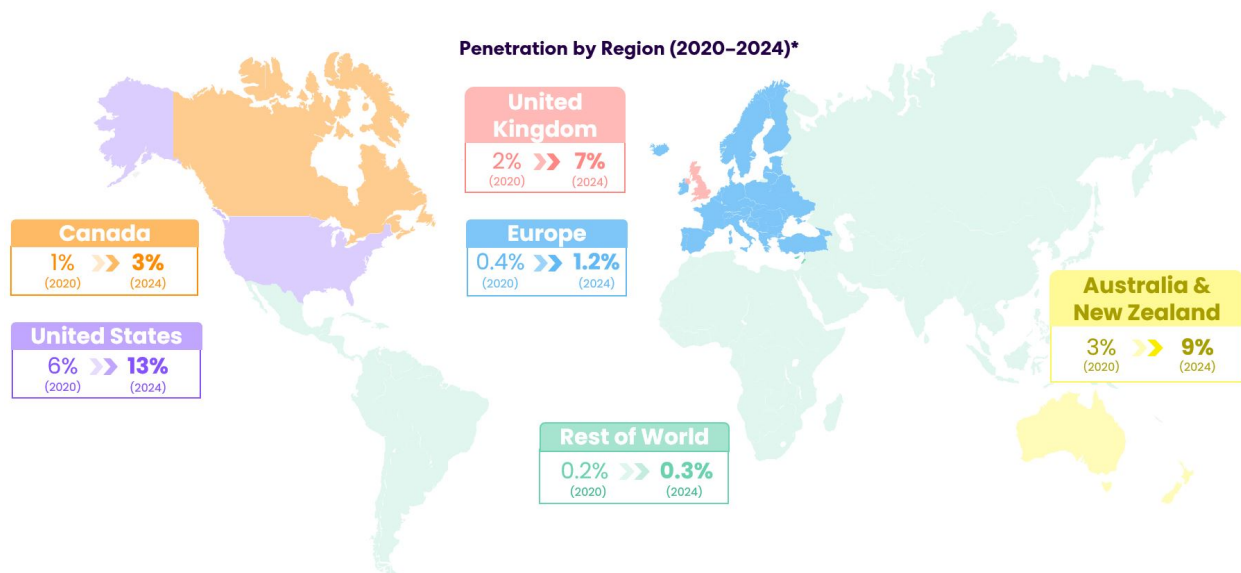 Penetration by Region (2020–2024)*
United
Kingdom
2% 7%
(2020) (2024)
Canada
1% 3%
(2020) (2024)
Europe
0.4% 1.2%
(2020) (2024)
Australia &
New Zealand
3% 9%
(2020) (2024)
United States
6% 13%
(2020) (2024)
Rest of World
0.2% 0.3%
(2020) (2024)